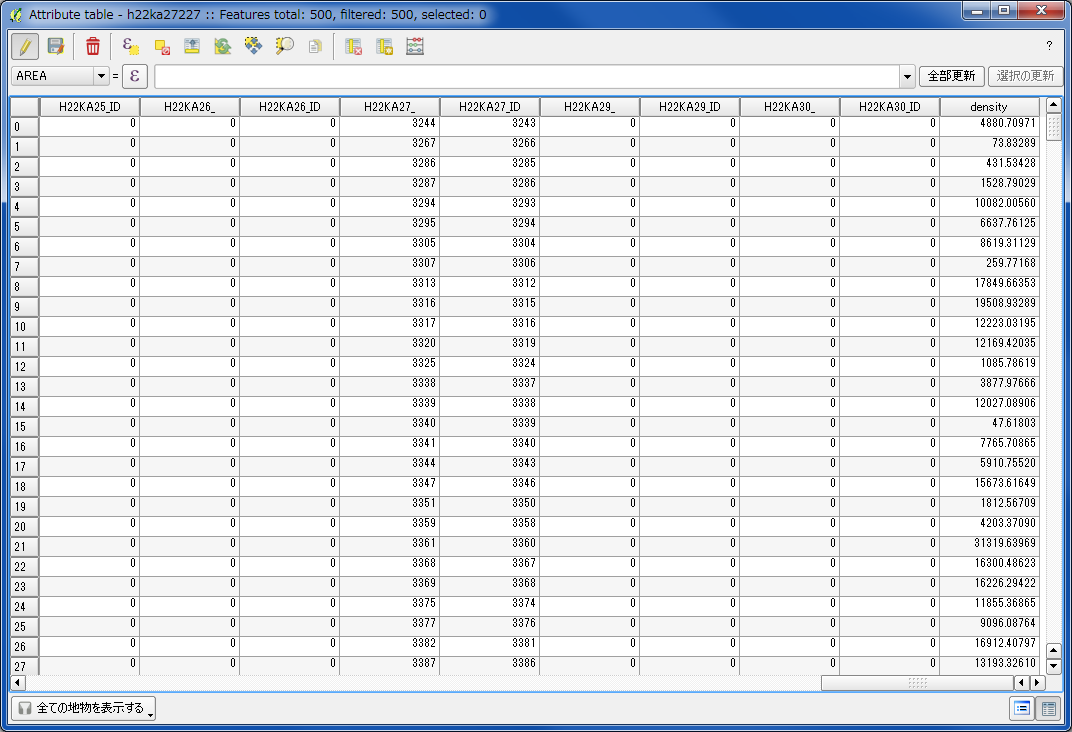 Attribute table - h22ka27227 :: Features total: 500, filtered: 500, selected: 0
?
AREA = ε 全部更新 選択の更新
H22KA25_ID H22KA26_ H22KA26_ID H22KA27_ H22KA27_ID H22KA29_ H22KA29_ID H22KA30_ H22KA30_ID density
0 0 0 0 3244 3243 0 0 0 0 4880.70971
1 0 0 0 3267 3266 0 0 0 0 73.83289
2 0 0 0 3286 3285 0 0 0 0 431.53428
3 0 0 0 3287 3286 0 0 0 0 1528.79029
4 0 0 0 3294 3293 0 0 0 0 10082.00560
5 0 0 0 3295 3294 0 0 0 0 6637.76125
6 0 0 0 3305 3304 0 0 0 0 8619.31129
7 0 0 0 3307 3306 0 0 0 0 259.77168
8 0 0 0 3313 3312 0 0 0 0 17849.66353
9 0 0 0 3316 3315 0 0 0 0 19508.93289
10 0 0 0 3317 3316 0 0 0 0 12223.03195
11 0 0 0 3320 3319 0 0 0 0 12169.42035
12 0 0 0 3325 3324 0 0 0 0 1085.78619
13 0 0 0 3338 3337 0 0 0 0 3877.97666
14 0 0 0 3339 3338 0 0 0 0 12027.08906
15 0 0 0 3340 3339 0 0 0 0 47.61803
16 0 0 0 3341 3340 0 0 0 0 7765.70865
17 0 0 0 3344 3343 0 0 0 0 5910.75520
18 0 0 0 3347 3346 0 0 0 0 15673.61649
19 0 0 0 3351 3350 0 0 0 0 1812.56709
20 0 0 0 3359 3358 0 0 0 0 4203.37090
21 0 0 0 3361 3360 0 0 0 0 31319.63969
22 0 0 0 3368 3367 0 0 0 0 16300.48623
23 0 0 0 3369 3368 0 0 0 0 16226.29422
24 0 0 0 3375 3374 0 0 0 0 11855.36865
25 0 0 0 3377 3376 0 0 0 0 9096.08764
26 0 0 0 3382 3381 0 0 0 0 16912.40797
27 0 0 0 3387 3386 0 0 0 0 13193.32610
全ての地物を表示する